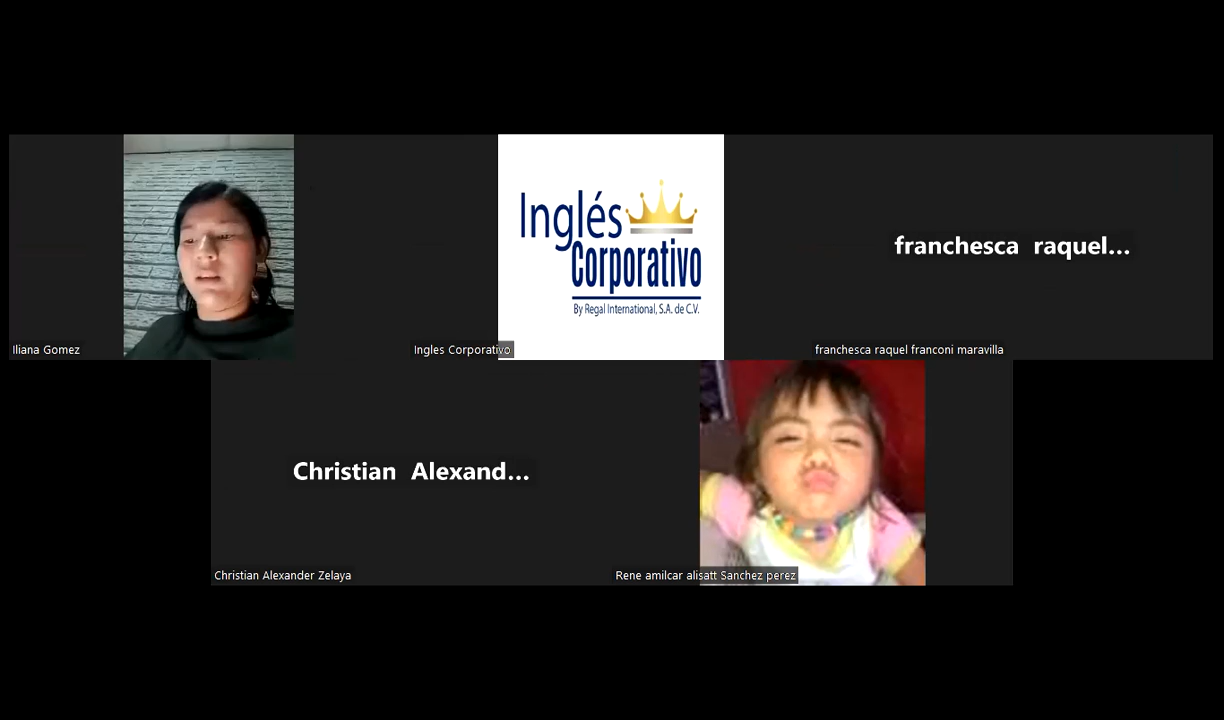 Inglés
Corporativo
By Regal International, S.A. de C.V.
franchesca raquel...
Iliana Gomez
Ingles Corporativo
franchesca raquel franconi maravilla
Christian Alexand...
Christian Alexander Zelaya
Rene amilcar alisatt Sanchez perez